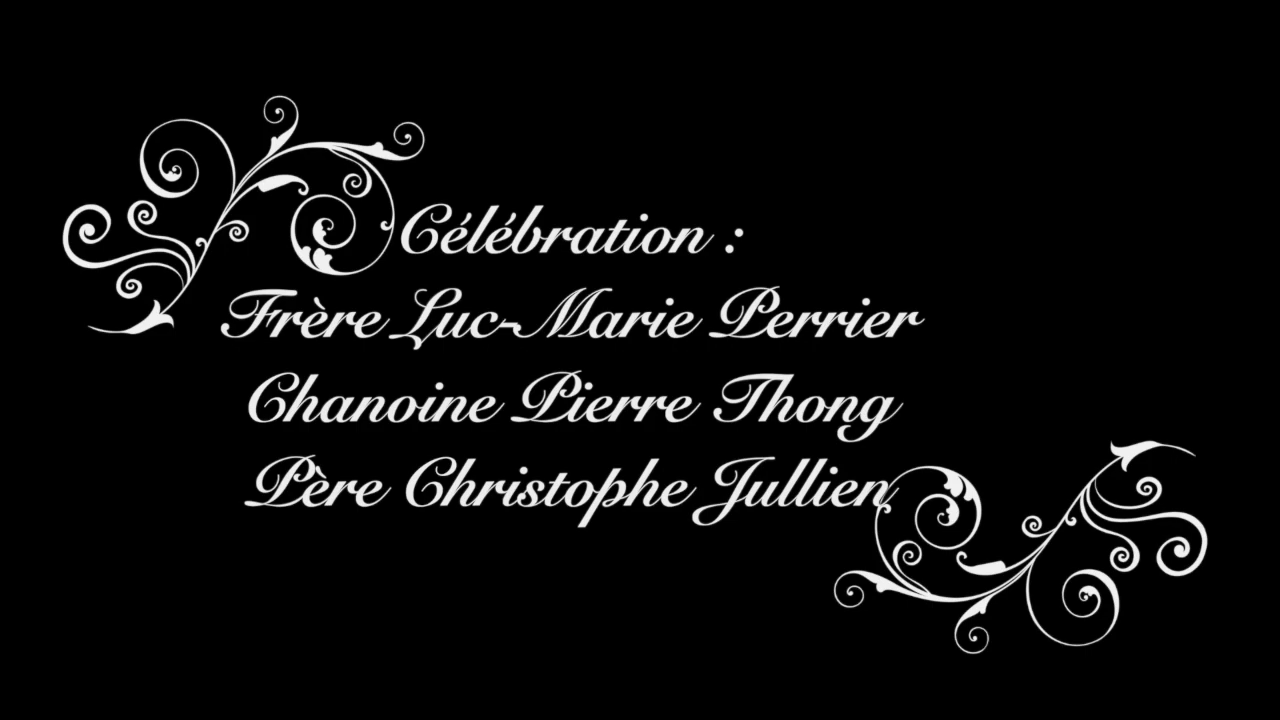 Célébration :
Frère Luc-Marie Perrier
Chanoine Pierre Thong
Père Christophe Jullien